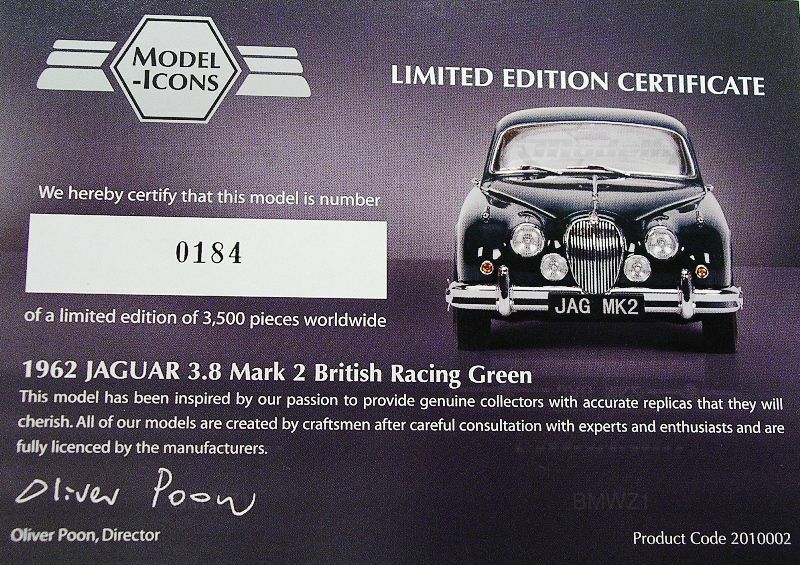 MODEL
-ICONS
LIMITED EDITION CERTIFICATE
We hereby certify that this model is number
0184
of a limited edition of 3,500 pieces worldwide
JAG MK2
1962 JAGUAR 3.8 Mark 2 British Racing Green
This model has been inspired by our passion to provide genuine collectors with accurate replicas that they will
cherish. All of our models are created by craftsmen after careful consultation with experts and enthusiasts and are
fully licenced by the manufacturers.
Oliver Poon
BMWZ1
Oliver Poon, Director
Product Code 2010002